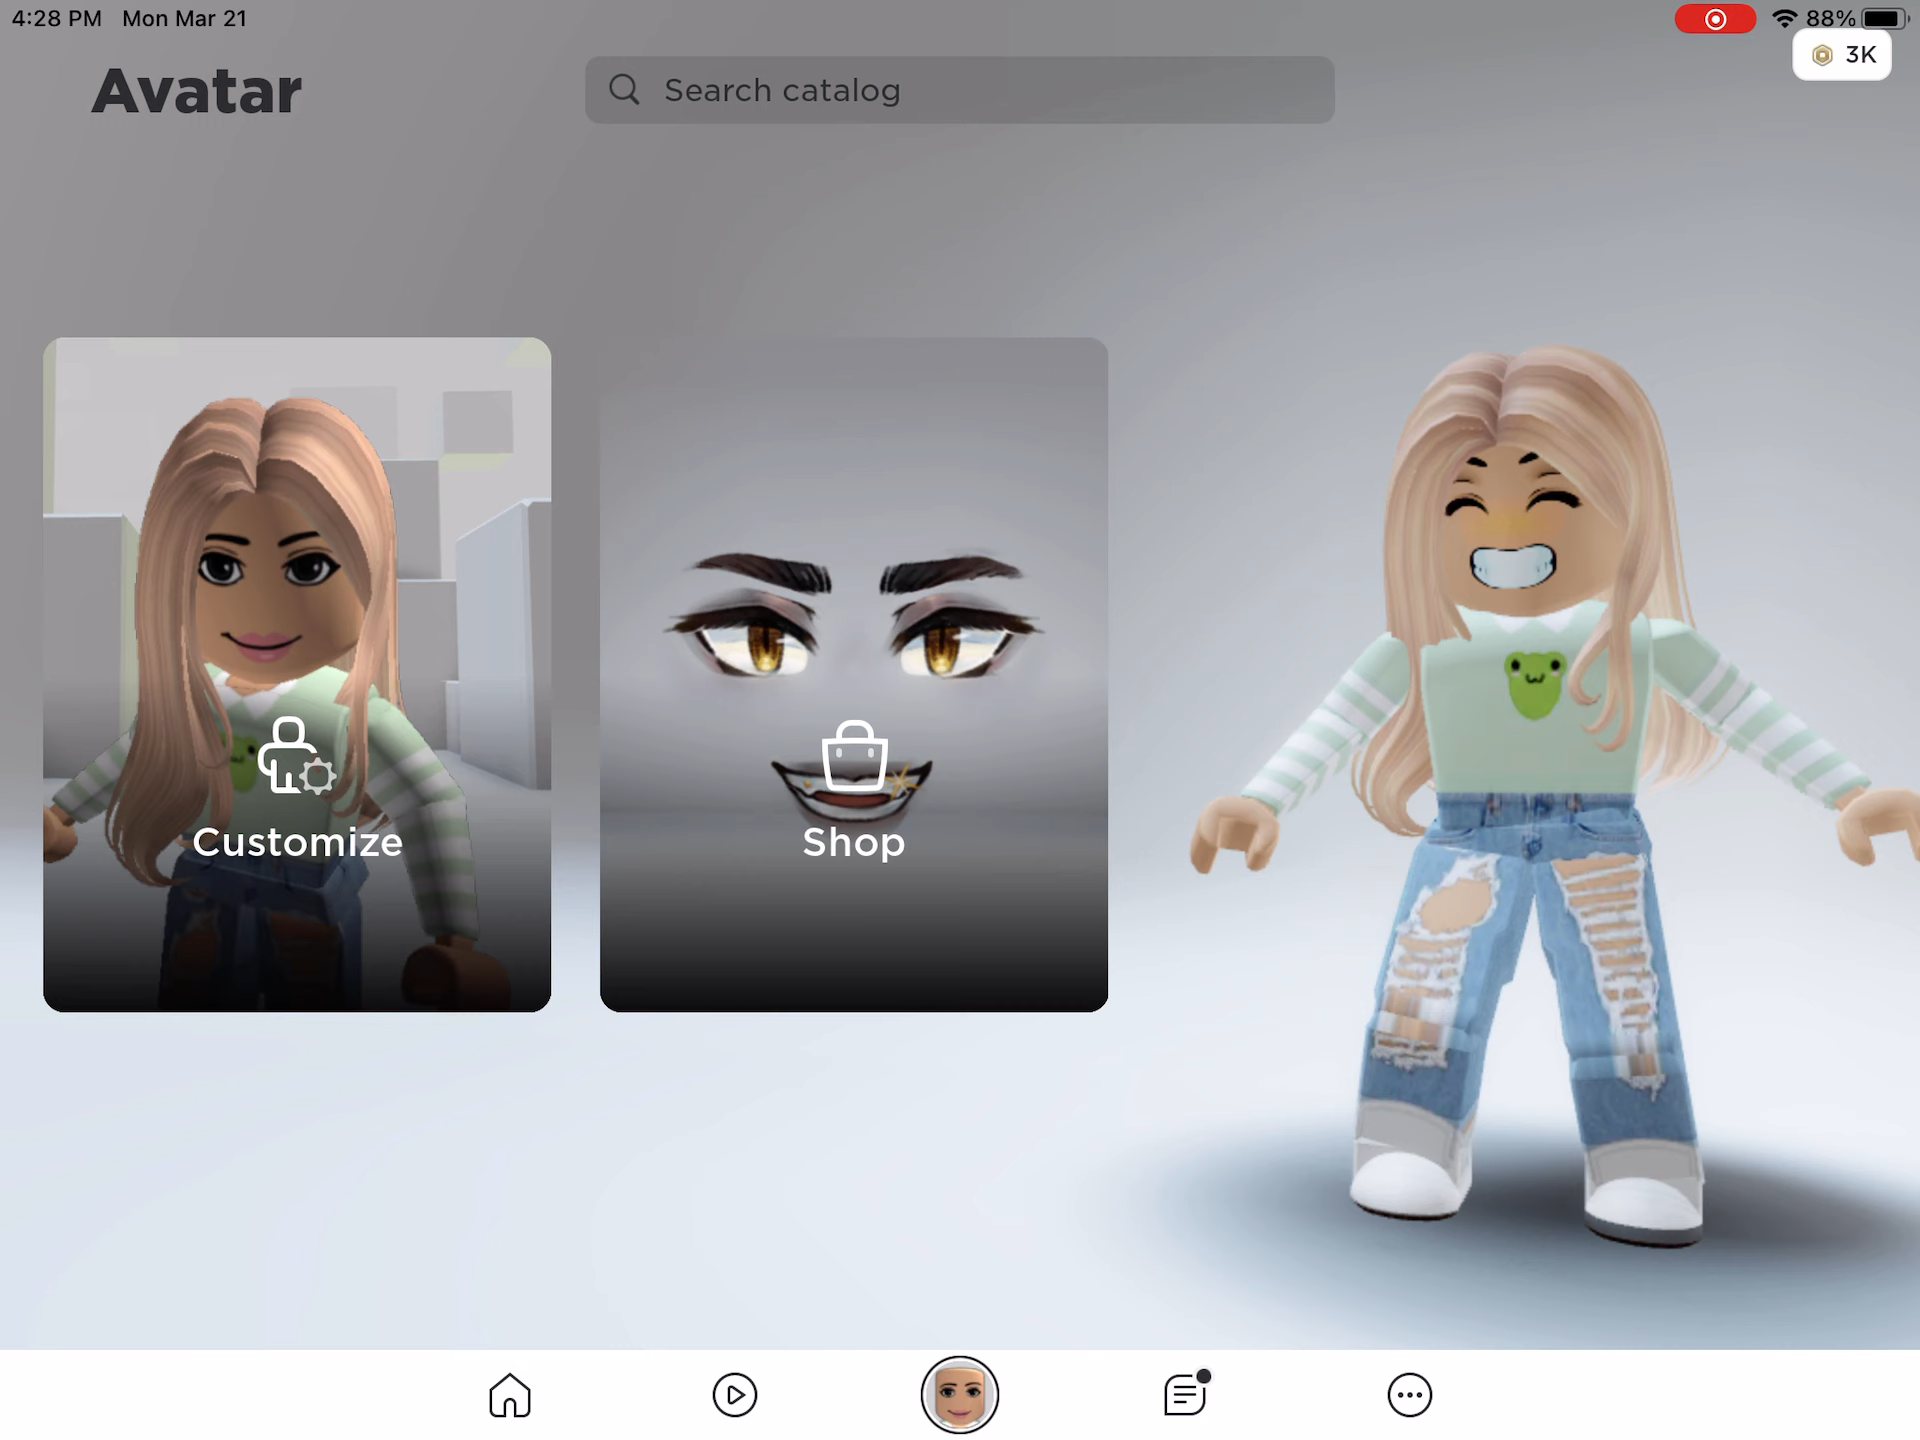 4:28 PM Mon Mar 21
88%
3K
Avatar
Search catalog
Customize
Shop